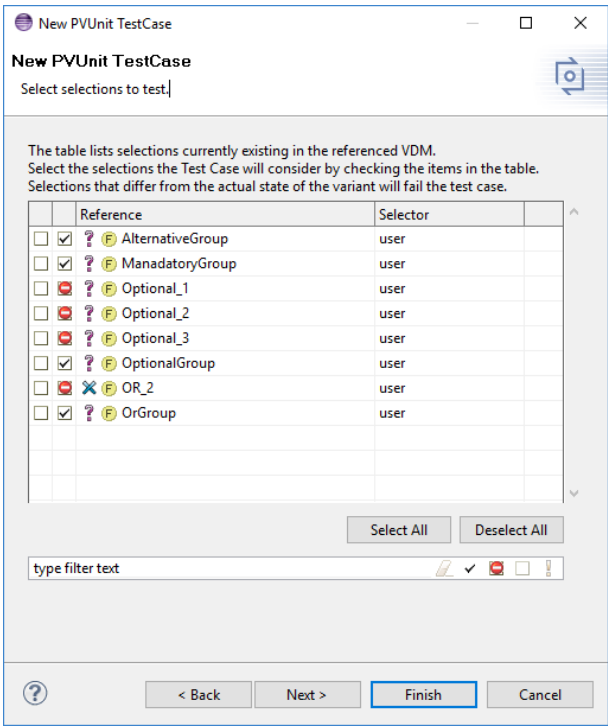 New PVUnit TestCase
New PVUnit TestCase
Select selections to test.
The table lists selections currently existing in the referenced VDM.
Select the selections the Test Case will consider by checking the items in the table.
Selections that differ from the actual state of the variant will fail the test case.
Reference Selector
? F AlternativeGroup user
? F ManadatoryGroup user
? F Optional_1 user
? F Optional_2 user
? F Optional_3 user
? F OptionalGroup user
F OR_2 user
? F OrGroup user
Select All Deselect All
type filter text
? < Back Next > Finish Cancel